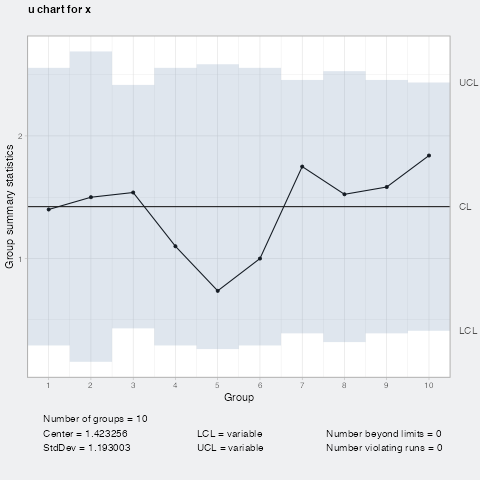 u chart for x
UCL
2
CL
1
LCL
Group summary statistics
1 2 3 4 5 6 7 8 9 10
Group
Number of groups = 10
Center = 1.423256 LCL = variable Number beyond limits = 0
StdDev = 1.193003 UCL = variable Number violating runs = 0